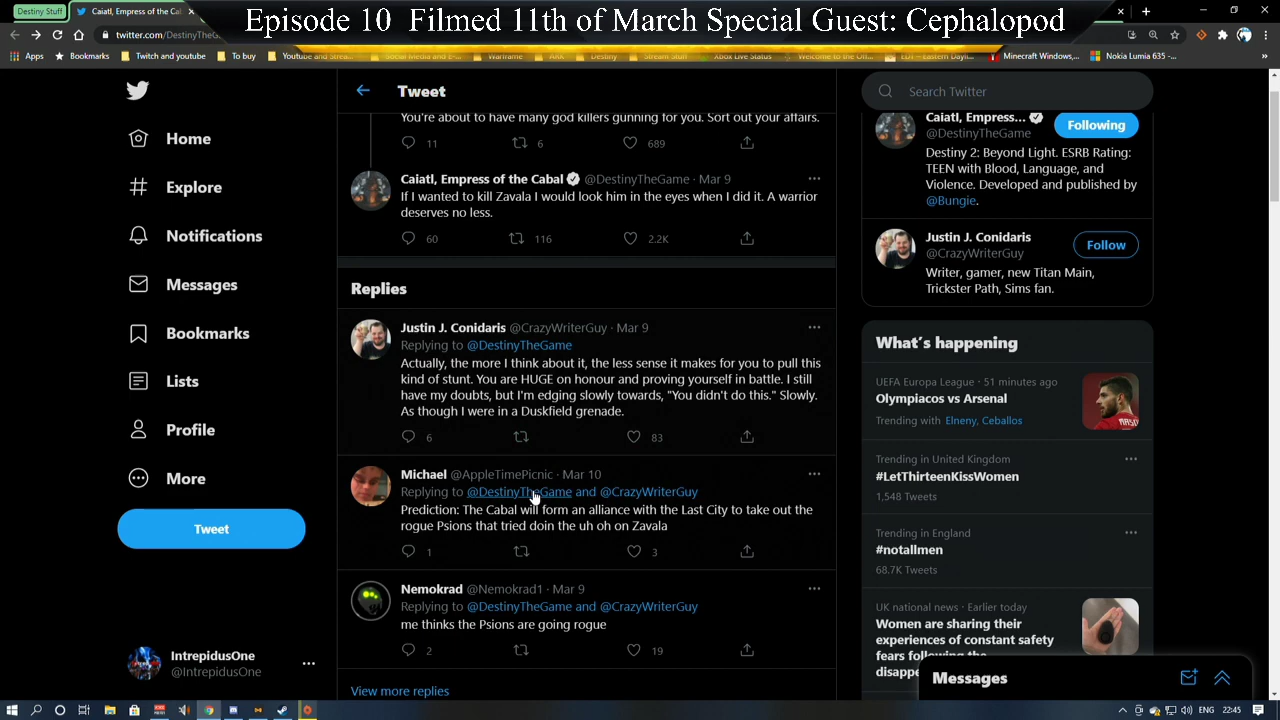 Episode 10 Filmed 11th of March Special Guest: Cephalopod
Destiny Stuff
Caiatl, Empress of the Cab
twitter.com/DestinyTheG
Apps
Bookmarks
Twitch and youtube
To buy
Youtube and Strea...
Social Media and E-...
Warframe
Destiny
Stream Stuff
Xbox Live Status
Welcome to the On...
EDT – Eastern Dayli...
Minecraft Windows,...
Nokia Lumia 635 -...
Home
Explore
Notifications
Messages
Bookmarks
Lists
Profile
More
Tweet
IntrepidusOne
@IntrepidusOne
Tweet
You're about to have many god killers gunning for you. Sort out your affairs.
11 6 689
Caiatl, Empress of the Cabal @DestinyTheGame · Mar 9
If I wanted to kill Zavala I would look him in the eyes when I did it. A warrior
deserves no less.
60 116 2.2K
Replies
Justin J. Conidaris @CrazyWriterGuy · Mar 9
Replying to @DestinyTheGame
Actually, the more I think about it, the less sense it makes for you to pull this
kind of stunt. You are HUGE on honour and proving yourself in battle. I still
have my doubts, but I'm edging slowly towards, "You didn't do this." Slowly.
As though I were in a Duskfield grenade.
6 83
Michael @AppleTimePicnic · Mar 10
Replying to @DestinyTheGame and @CrazyWriterGuy
Prediction: The Cabal will form an alliance with the Last City to take out the
rogue Psions that tried doin the uh oh on Zavala
1 3
Nemokrad @Nemokrad1 · Mar 9
Replying to @DestinyTheGame and @CrazyWriterGuy
me thinks the Psions are going rogue
2 19
View more replies
Search Twitter
Caiatl, Empress...
@DestinyTheGame
Following
Destiny 2: Beyond Light. ESRB Rating:
TEEN with Blood, Language, and
Violence. Developed and published by
@Bungie.
Justin J. Conidaris
@CrazyWriterGuy
Follow
Writer, gamer, new Titan Main,
Trickster Path, Sims fan.
What's happening
UEFA Europa League · 51 minutes ago
Olympiacos vs Arsenal
Trending with Elneny, Ceballos
Trending in United Kingdom
#LetThirteenKissWomen
1,548 Tweets
Trending in England
#notallmen
68.7K Tweets
UK national news · Earlier today
Women are sharing their
experiences of constant safety
fears following the
disappe
Messages
ENG 22:45